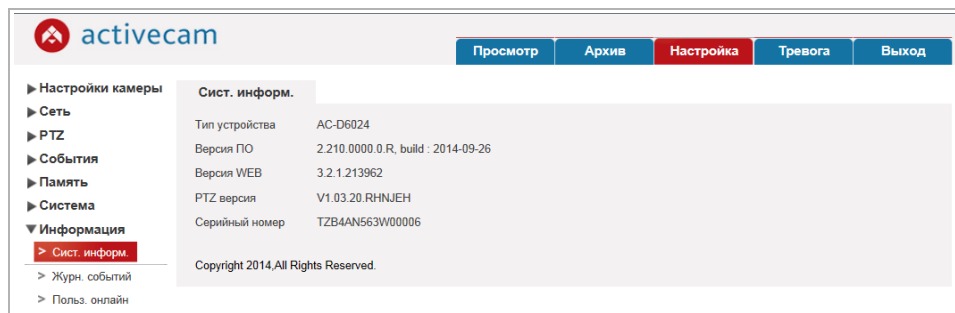 activecam
Просмотр Архив Настройка Тревога Выход
Настройки камеры
Сеть
PTZ
События
Память
Система
Информация
> Сист. информ.
> Журн. событий
> Польз. онлайн
Сист. информ.
Тип устройства AC-D6024
Версия ПО 2.210.0000.0.R, build : 2014-09-26
Версия WEB 3.2.1.213962
PTZ версия V1.03.20.RHNJEH
Серийный номер TZB4AN563W00006
Copyright 2014,All Rights Reserved.